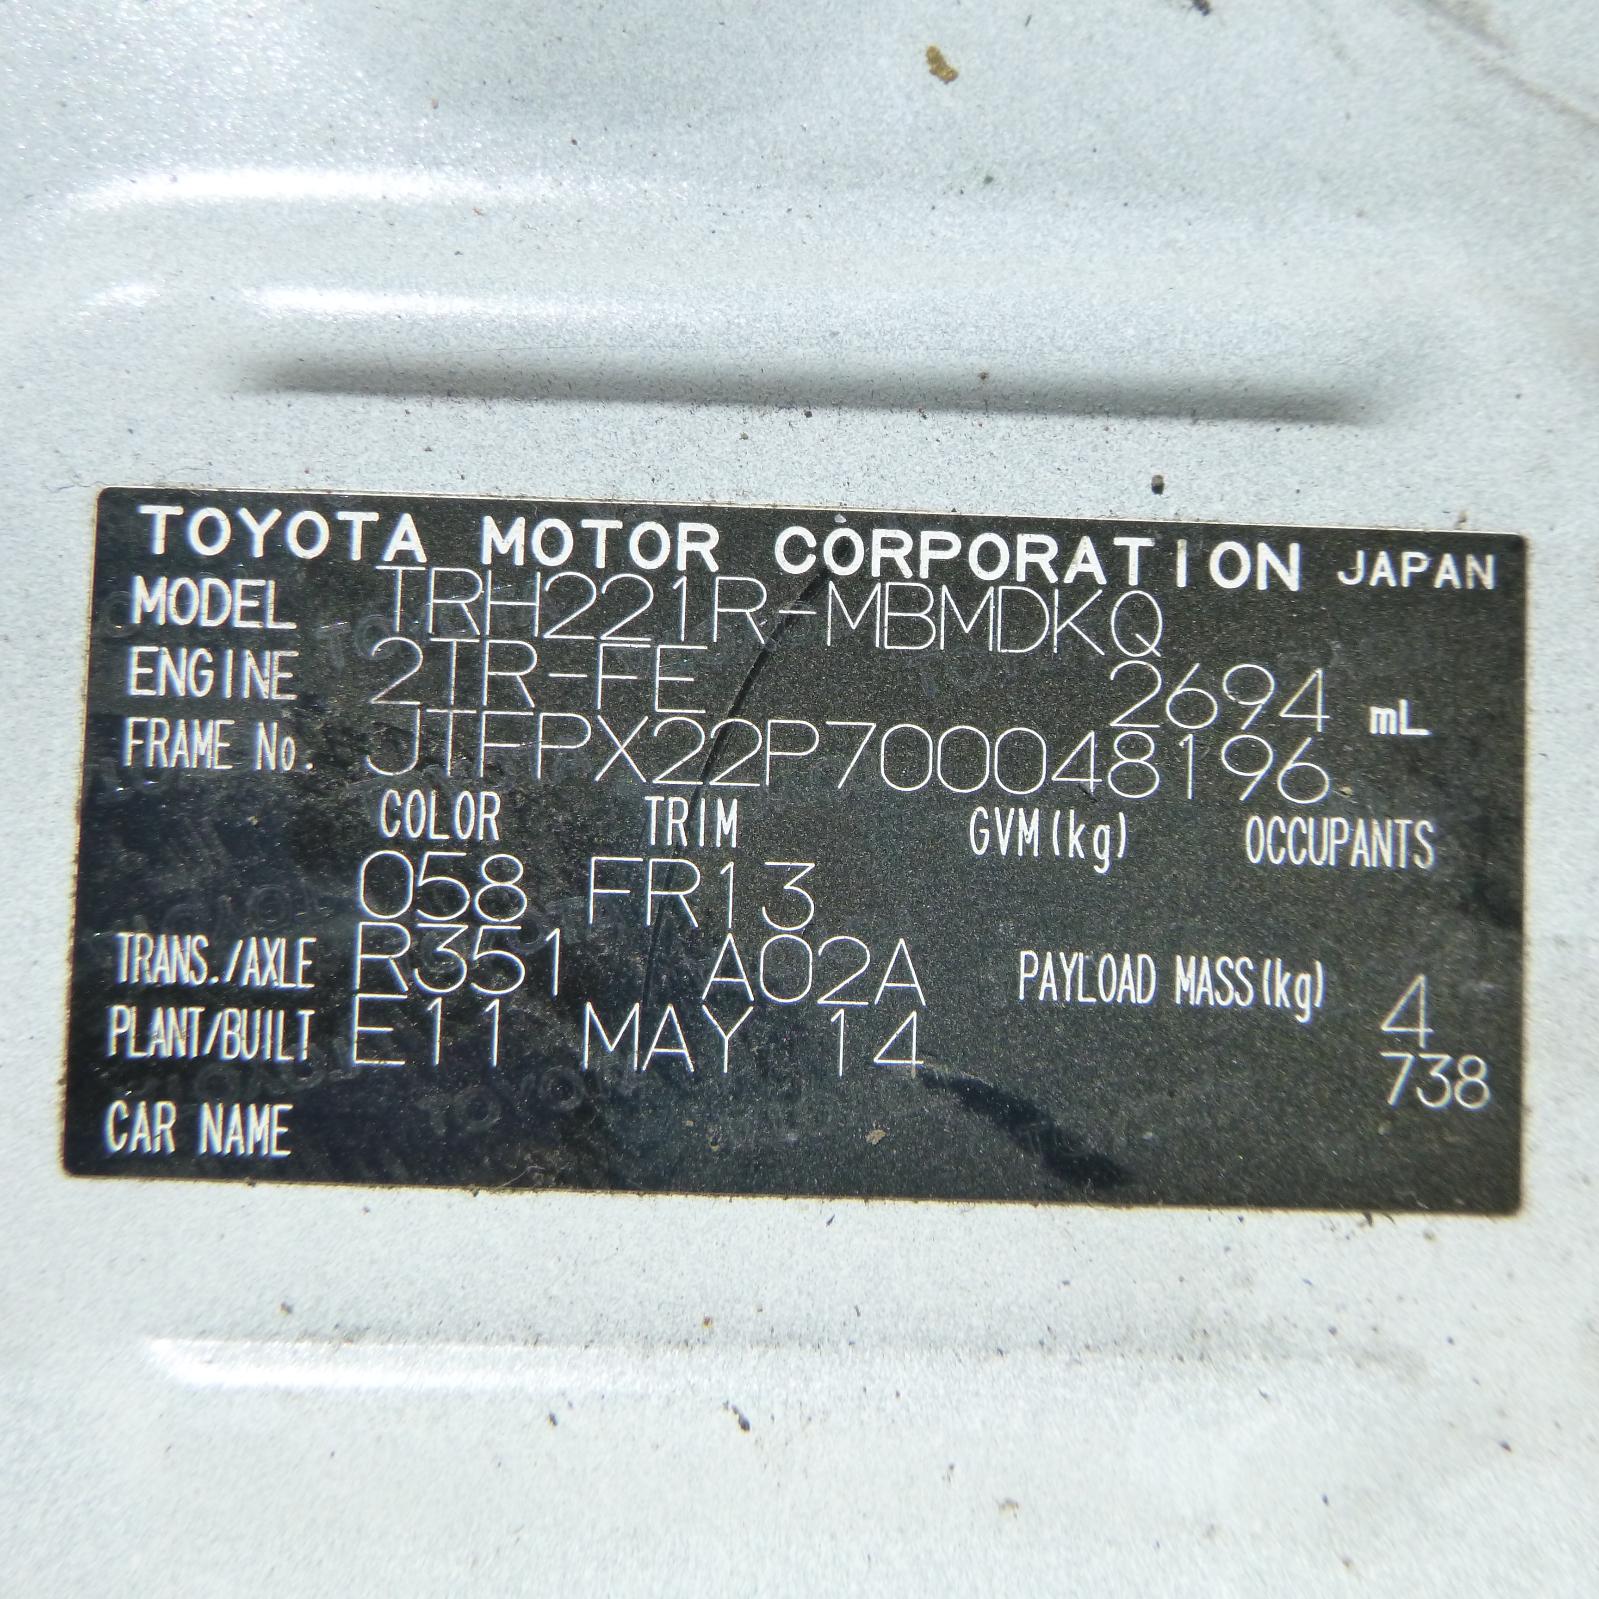 TOYOTA MOTOR CORPORATION JAPAN
MODEL TRH221R-MBMDKQ
ENGINE 2TR-FE 2694 mL
FRAME No. JTFPX22P700048196
COLOR TRIM GVM(kg) OCCUPANTS
058 FR13
TRANS./AXLE R351 A02A PAYLOAD MASS(kg) 4
PLANT/BUILT E11 MAY 14 738
CAR NAME